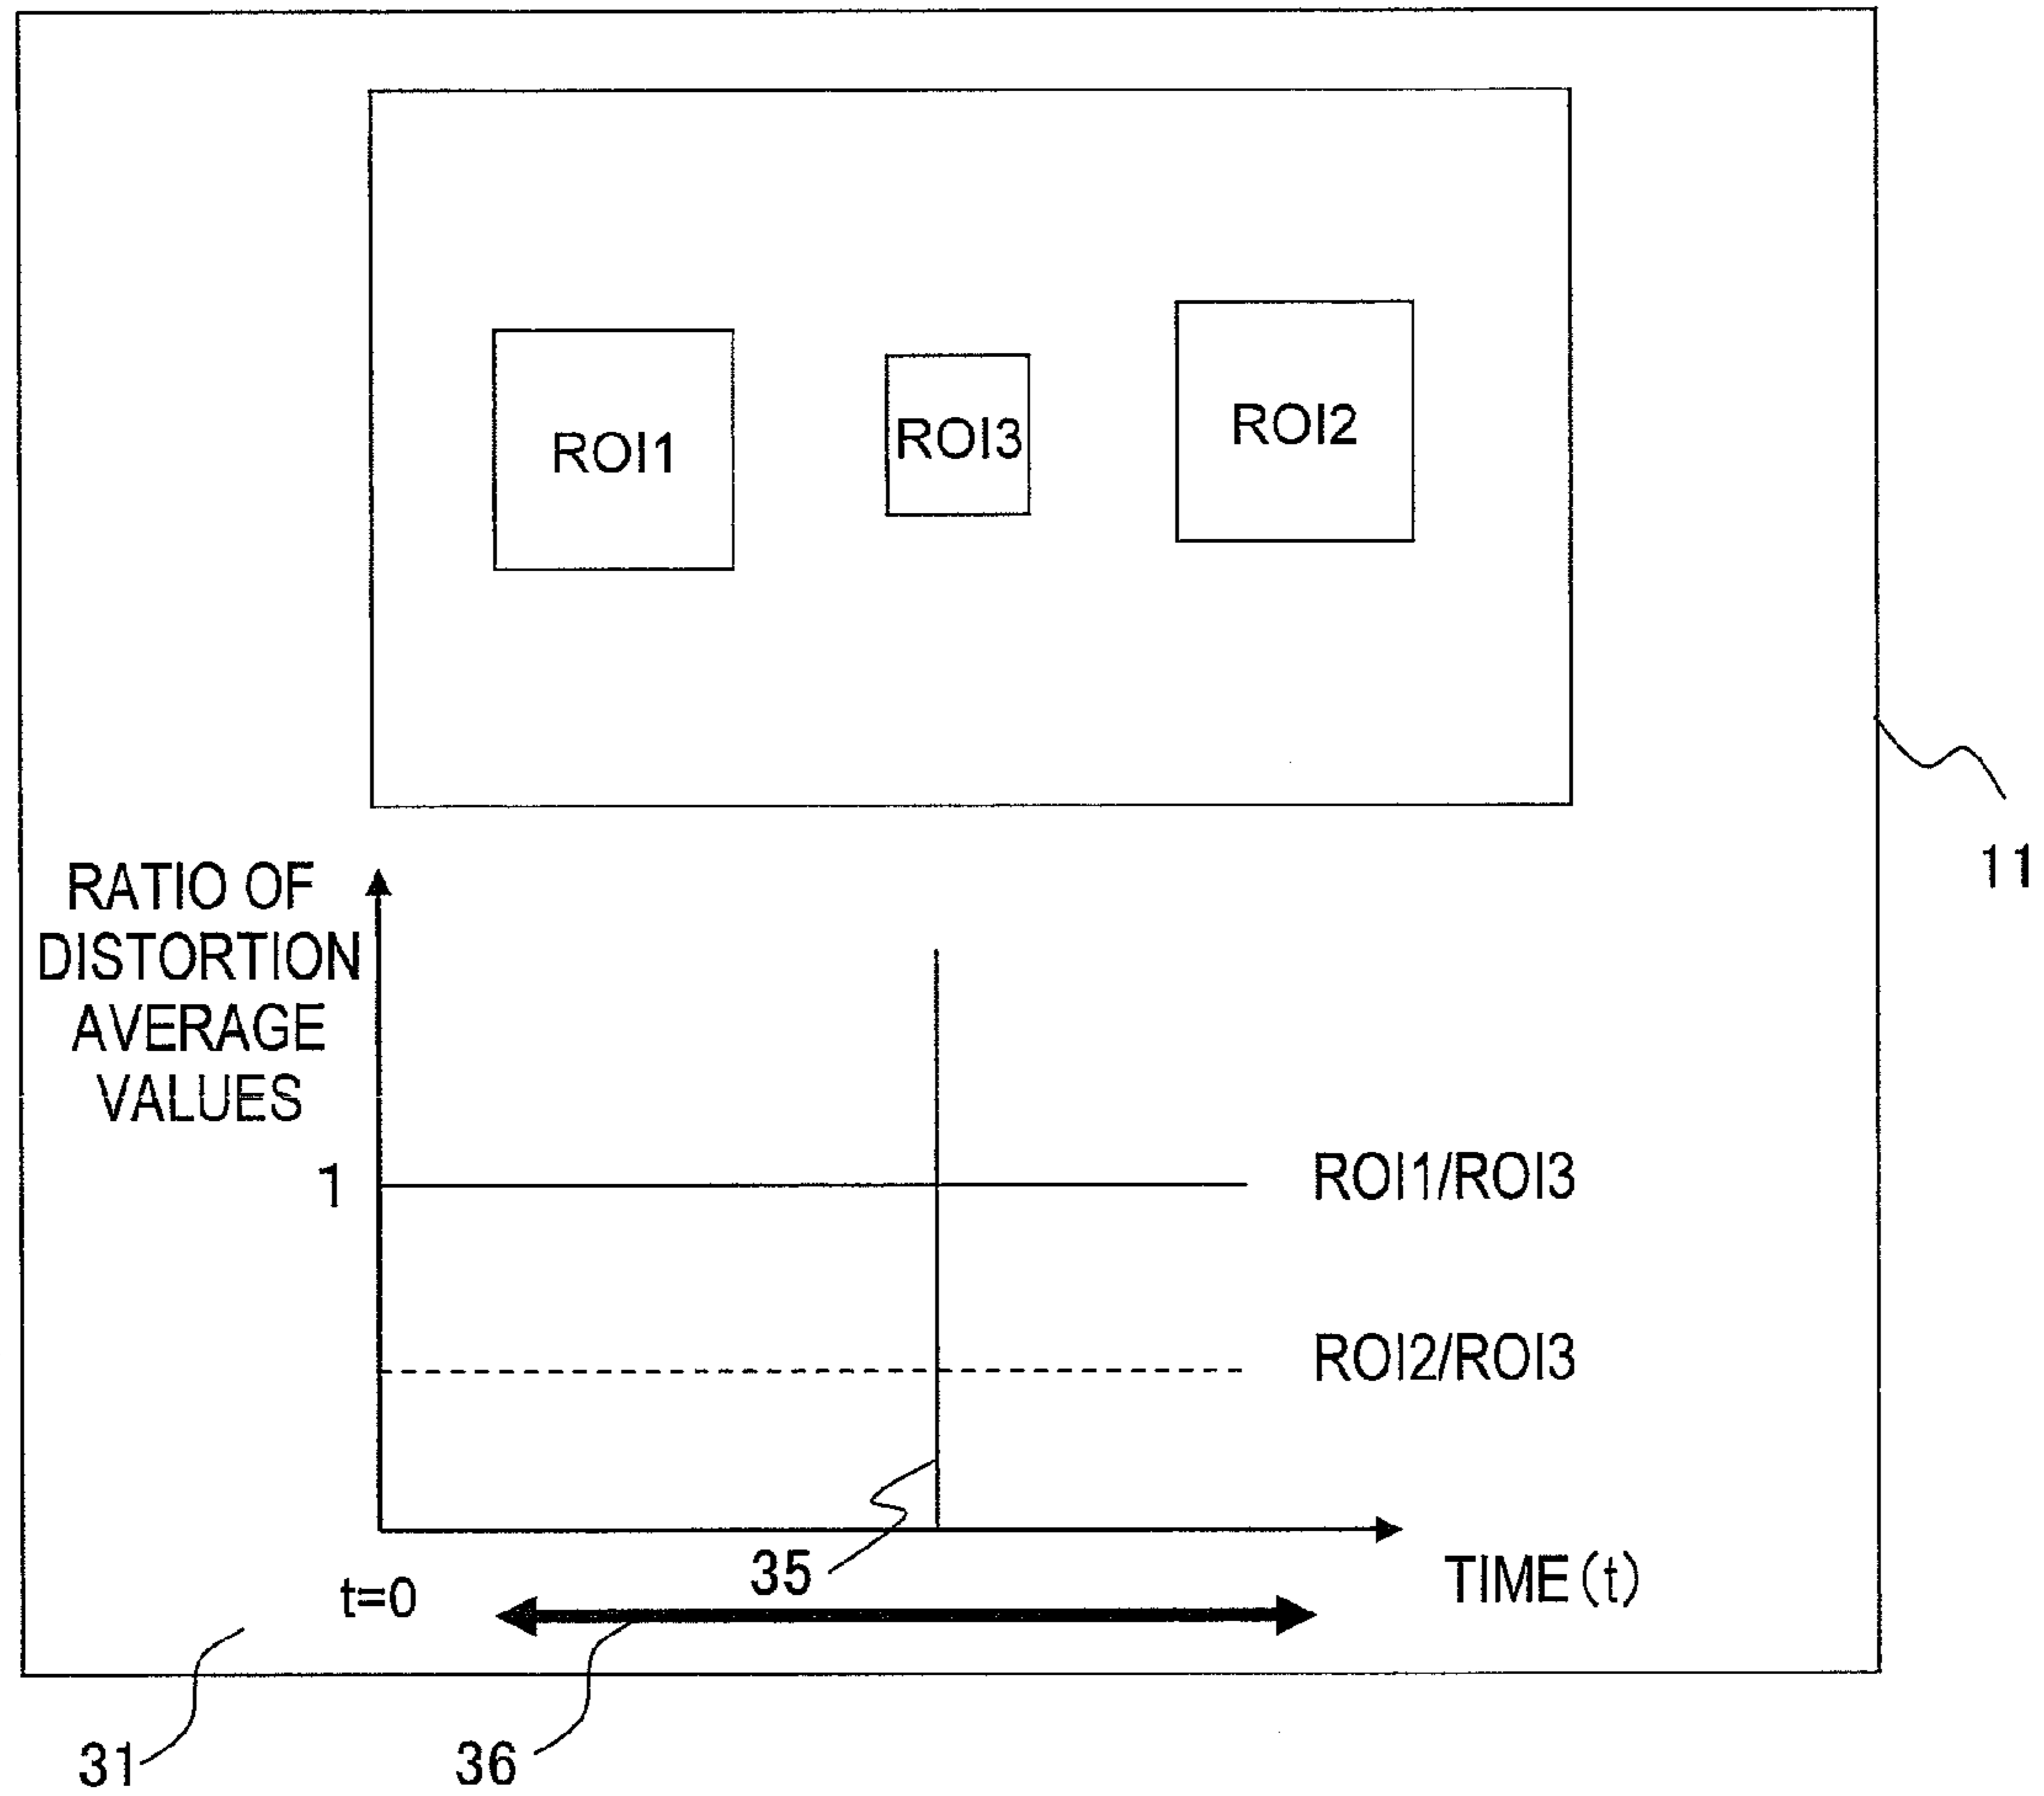 ROI1
ROI3
ROI2
11
RATIO OF
DISTORTION
AVERAGE
VALUES
1
ROI1/ROI3
ROI2/ROI3
35
t=0
TIME(t)
31
36